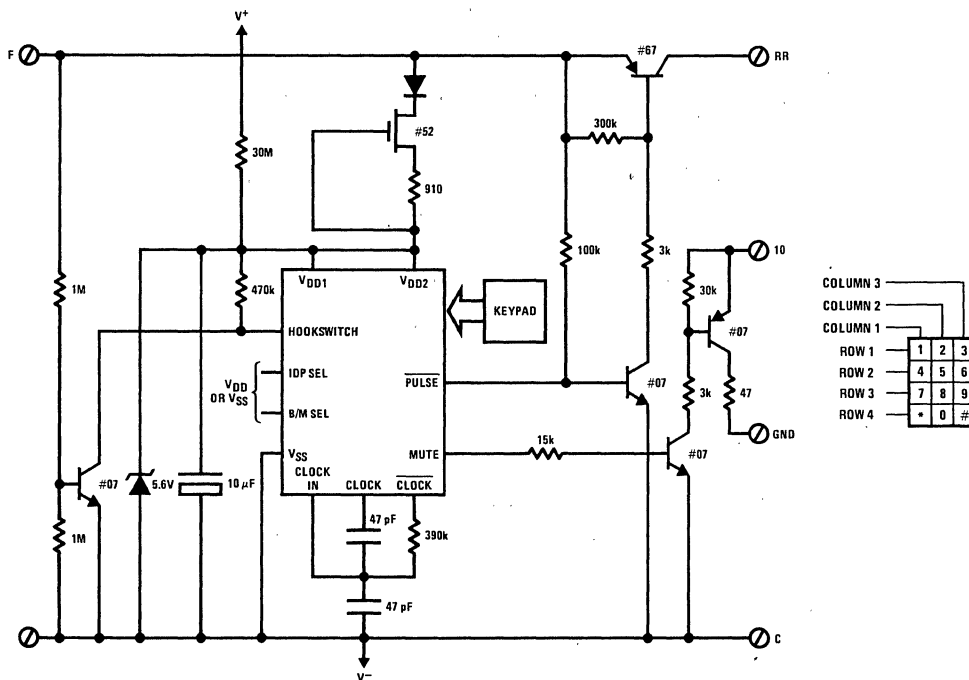 V+
F
#67
RR
30M
#52
300k
910
1M
470k
100k
3k
10
VDD1
VDD2
KEYPAD
30k
#07
HOOKSWITCH
IDP SEL
VDD
OR VSS
B/M SEL
PULSE
3k
47
#07
GND
VSS
MUTE
15k
#07
CLOCK
IN
CLOCK
CLOCK
#07
5.6V
10 μF
1M
47 pF
390k
47 pF
C
V−
COLUMN 3
COLUMN 2
COLUMN 1
ROW 1 1 2 3
ROW 2 4 5 6
ROW 3 7 8 9
ROW 4 * 0 #